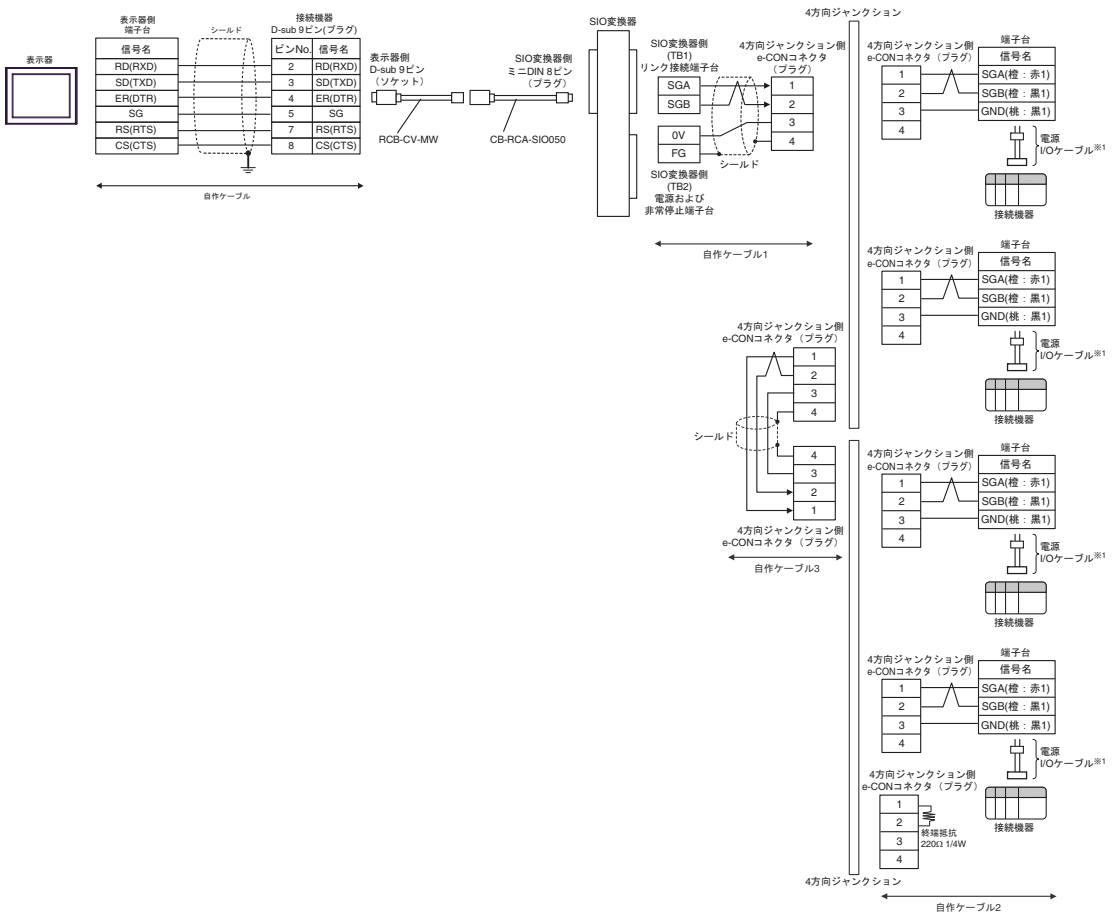 表示器
表示器側
端子台
信号名
RD(RXD)
SD(TXD)
ER(DTR)
SG
RS(RTS)
CS(CTS)
シールド
接続機器
D-sub 9ピン(プラグ)
ピンNo.
信号名
2
RD(RXD)
3
SD(TXD)
4
ER(DTR)
5
SG
7
RS(RTS)
8
CS(CTS)
自作ケーブル
表示器側
D-sub 9ピン
(ソケット)
RCB-CV-MW
SIO変換器側
ミニDIN 8ピン
(プラグ)
CB-RCA-SIO050
SIO変換器
SIO変換器側
(TB1)
リンク接続端子台
SGA
SGB
0V
FG
SIO変換器側
(TB2)
電源および
非常停止端子台
シールド
4方向ジャンクション側
e-CONコネクタ
(プラグ)
1
2
3
4
自作ケーブル1
4方向ジャンクション側
e-CONコネクタ(プラグ)
1
2
3
4
シールド
4
3
2
1
4方向ジャンクション側
e-CONコネクタ(プラグ)
自作ケーブル3
4方向ジャンクション
4方向ジャンクション側
e-CONコネクタ(プラグ)
1
2
3
4
端子台
信号名
SGA(橙:赤1)
SGB(橙:黒1)
GND(桃:黒1)
電源
I/Oケーブル※1
接続機器
4方向ジャンクション側
e-CONコネクタ(プラグ)
1
2
3
4
端子台
信号名
SGA(橙:赤1)
SGB(橙:黒1)
GND(桃:黒1)
電源
I/Oケーブル※1
接続機器
4方向ジャンクション側
e-CONコネクタ(プラグ)
1
2
3
4
端子台
信号名
SGA(橙:赤1)
SGB(橙:黒1)
GND(桃:黒1)
電源
I/Oケーブル※1
接続機器
4方向ジャンクション側
e-CONコネクタ(プラグ)
1
2
3
4
端子台
信号名
SGA(橙:赤1)
SGB(橙:黒1)
GND(桃:黒1)
電源
I/Oケーブル※1
接続機器
4方向ジャンクション側
e-CONコネクタ(プラグ)
1
2
3
4
終端抵抗
220Ω 1/4W
4方向ジャンクション
自作ケーブル2